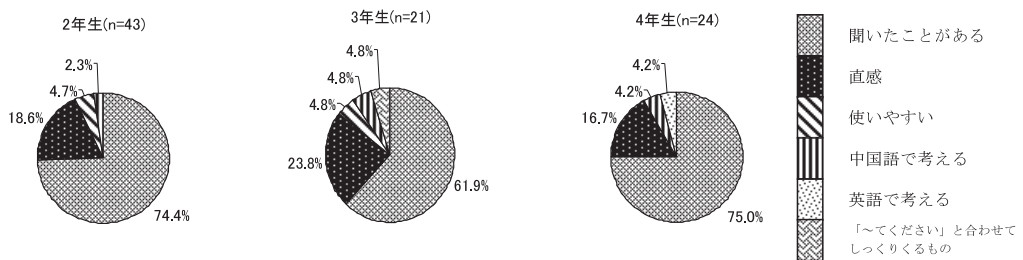 2年生(n=43)
2.3%
4.7%
18.6%
74.4%
3年生(n=21)
4.8%
4.8%
4.8%
23.8%
61.9%
4年生(n=24)
4.2%
4.2%
16.7%
75.0%
聞いたことがある
直感
使いやすい
中国語で考える
英語で考える
「～てください」と合わせて
しっくりくるもの